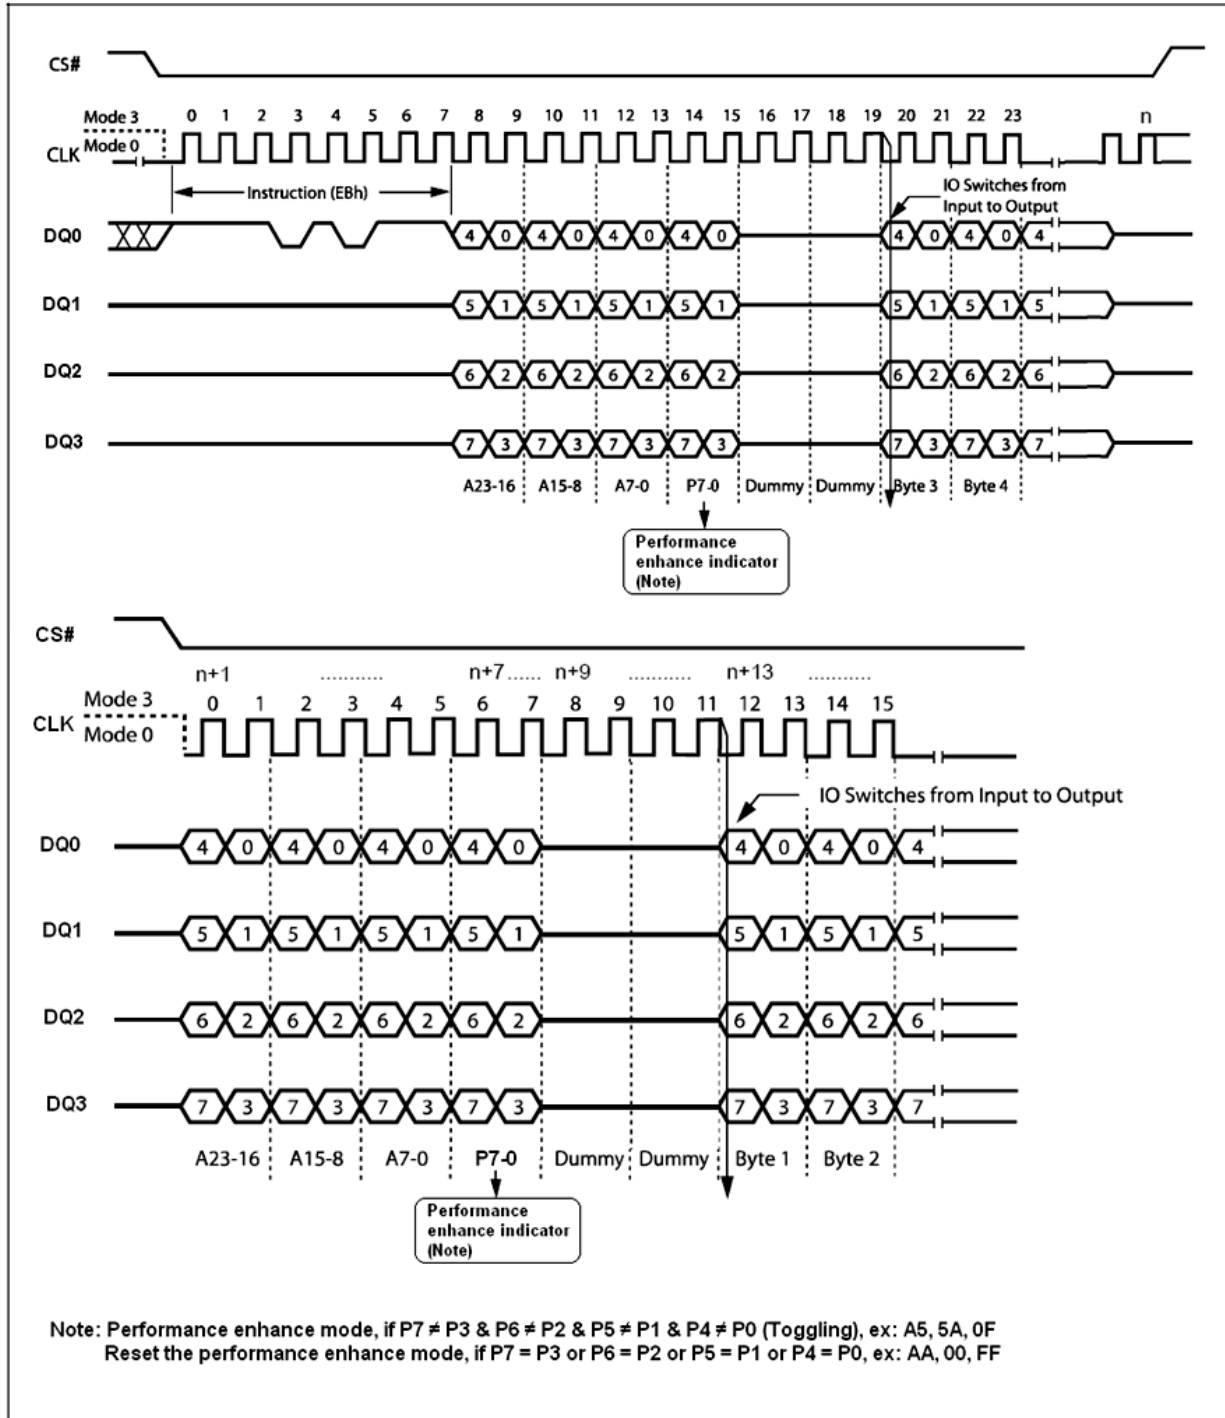 CS#
Mode 3
0 1 2 3 4 5 6 7 8 9 10 11 12 13 14 15 16 17 18 19 20 21 22 23 n
CLK Mode 0
Instruction (EBh)
IO Switches from
Input to Output
DQ0 4 0 4 0 4 0 4 0 4 0 4 0 4
DQ1 5 1 5 1 5 1 5 1 5 1 5 1 5
DQ2 6 2 6 2 6 2 6 2 6 2 6 2 6
DQ3 7 3 7 3 7 3 7 3 7 3 7 3 7
A23-16 A15-8 A7-0 P7-0 Dummy Dummy Byte 3 Byte 4
Performance
enhance indicator
(Note)
CS#
n+1 ........... n+7 ...... n+9 ........... n+13 ...........
Mode 3
0 1 2 3 4 5 6 7 8 9 10 11 12 13 14 15
CLK Mode 0
IO Switches from Input to Output
DQ0 4 0 4 0 4 0 4 0 4 0 4 0 4
DQ1 5 1 5 1 5 1 5 1 5 1 5 1 5
DQ2 6 2 6 2 6 2 6 2 6 2 6 2 6
DQ3 7 3 7 3 7 3 7 3 7 3 7 3 7
A23-16 A15-8 A7-0 P7-0 Dummy Dummy Byte 1 Byte 2
Performance
enhance indicator
(Note)
Note: Performance enhance mode, if P7 ≠ P3 & P6 ≠ P2 & P5 ≠ P1 & P4 ≠ P0 (Toggling), ex: A5, 5A, 0F
Reset the performance enhance mode, if P7 = P3 or P6 = P2 or P5 = P1 or P4 = P0, ex: AA, 00, FF